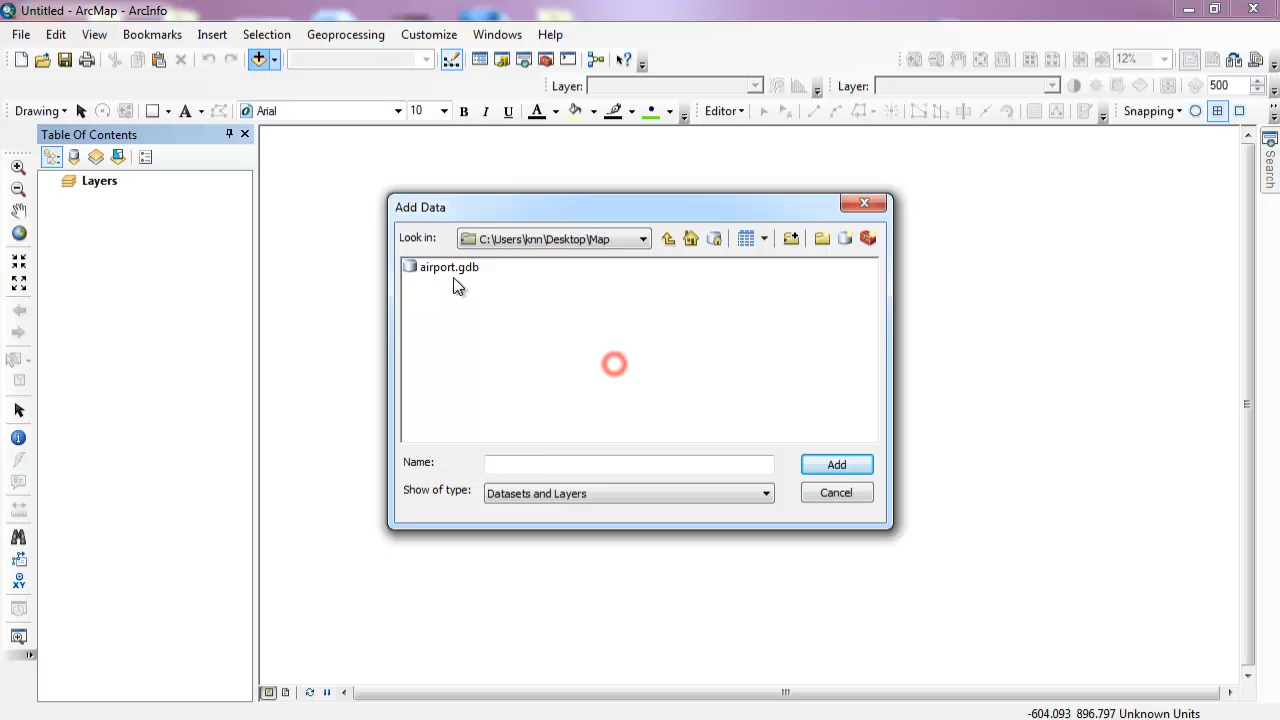 Untitled - ArcMap - ArcInfo
File Edit View Bookmarks Insert Selection Geoprocessing Customize Windows Help
12%
Layer: Layer: 500
Drawing Arial 10 B I U A Editor Snapping
Table Of Contents
Layers
Search
Add Data
Look in: C:\Users\knn\Desktop\Map
airport.gdb
Name: Add
Show of type: Datasets and Layers Cancel
XY
-604.093 896.797 Unknown Units